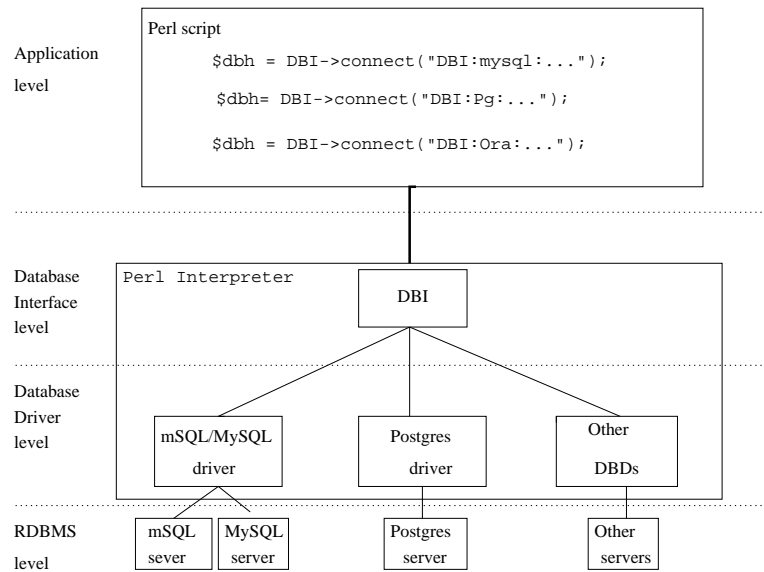 Perl script
Application
level
$dbh = DBI->connect("DBI:mysql:...");
$dbh= DBI->connect("DBI:Pg:...");
$dbh = DBI->connect("DBI:Ora:...");
Database
Interface
level
Perl Interpreter
DBI
Database
Driver
level
mSQL/MySQL
driver
Postgres
driver
Other
DBDs
RDBMS
level
mSQL
sever
MySQL
server
Postgres
server
Other
servers